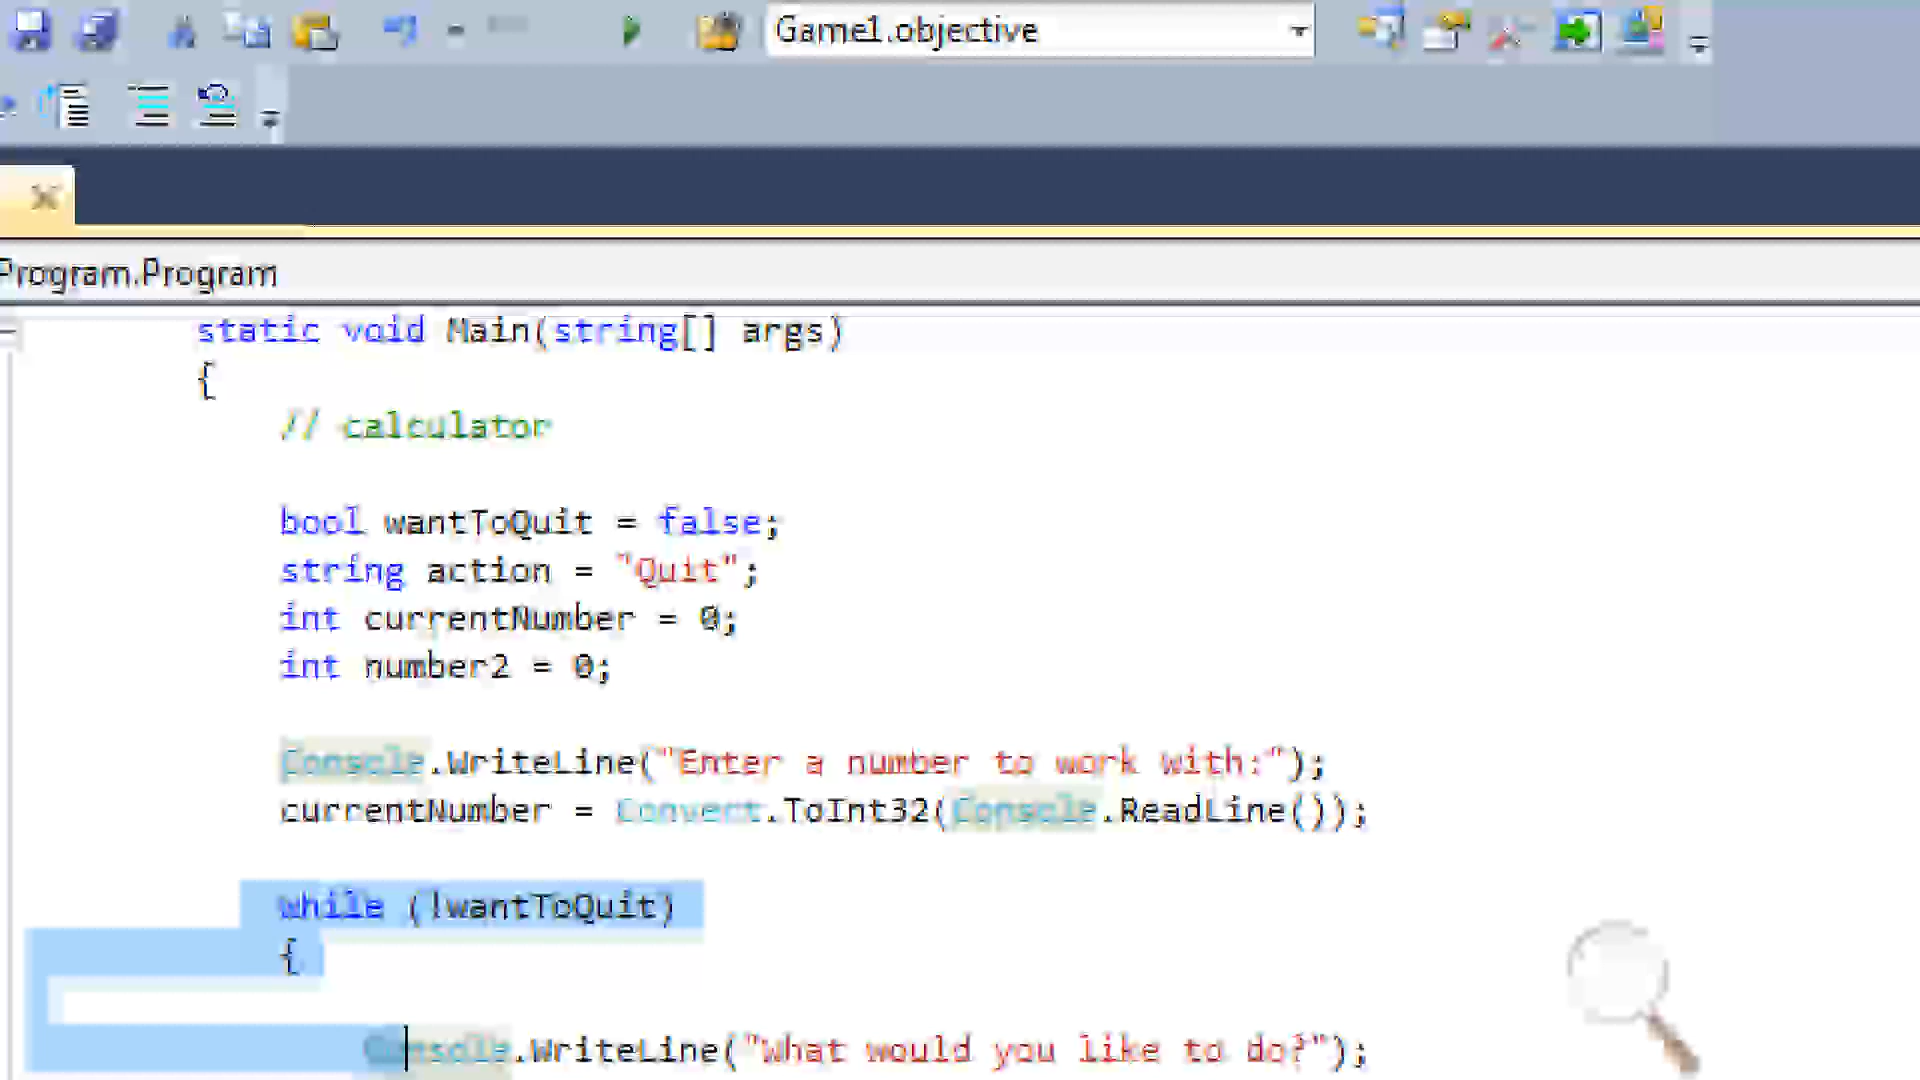 Game1.objective
Program.Program
static void Main(string[] args)
{
// calculator
bool wantToQuit = false;
string action = "Quit";
int currentNumber = 0;
int number2 = 0;
Console.WriteLine("Enter a number to work with:");
currentNumber = Convert.ToInt32(Console.ReadLine());
while (!wantToQuit)
{
Console.WriteLine("What would you like to do?");